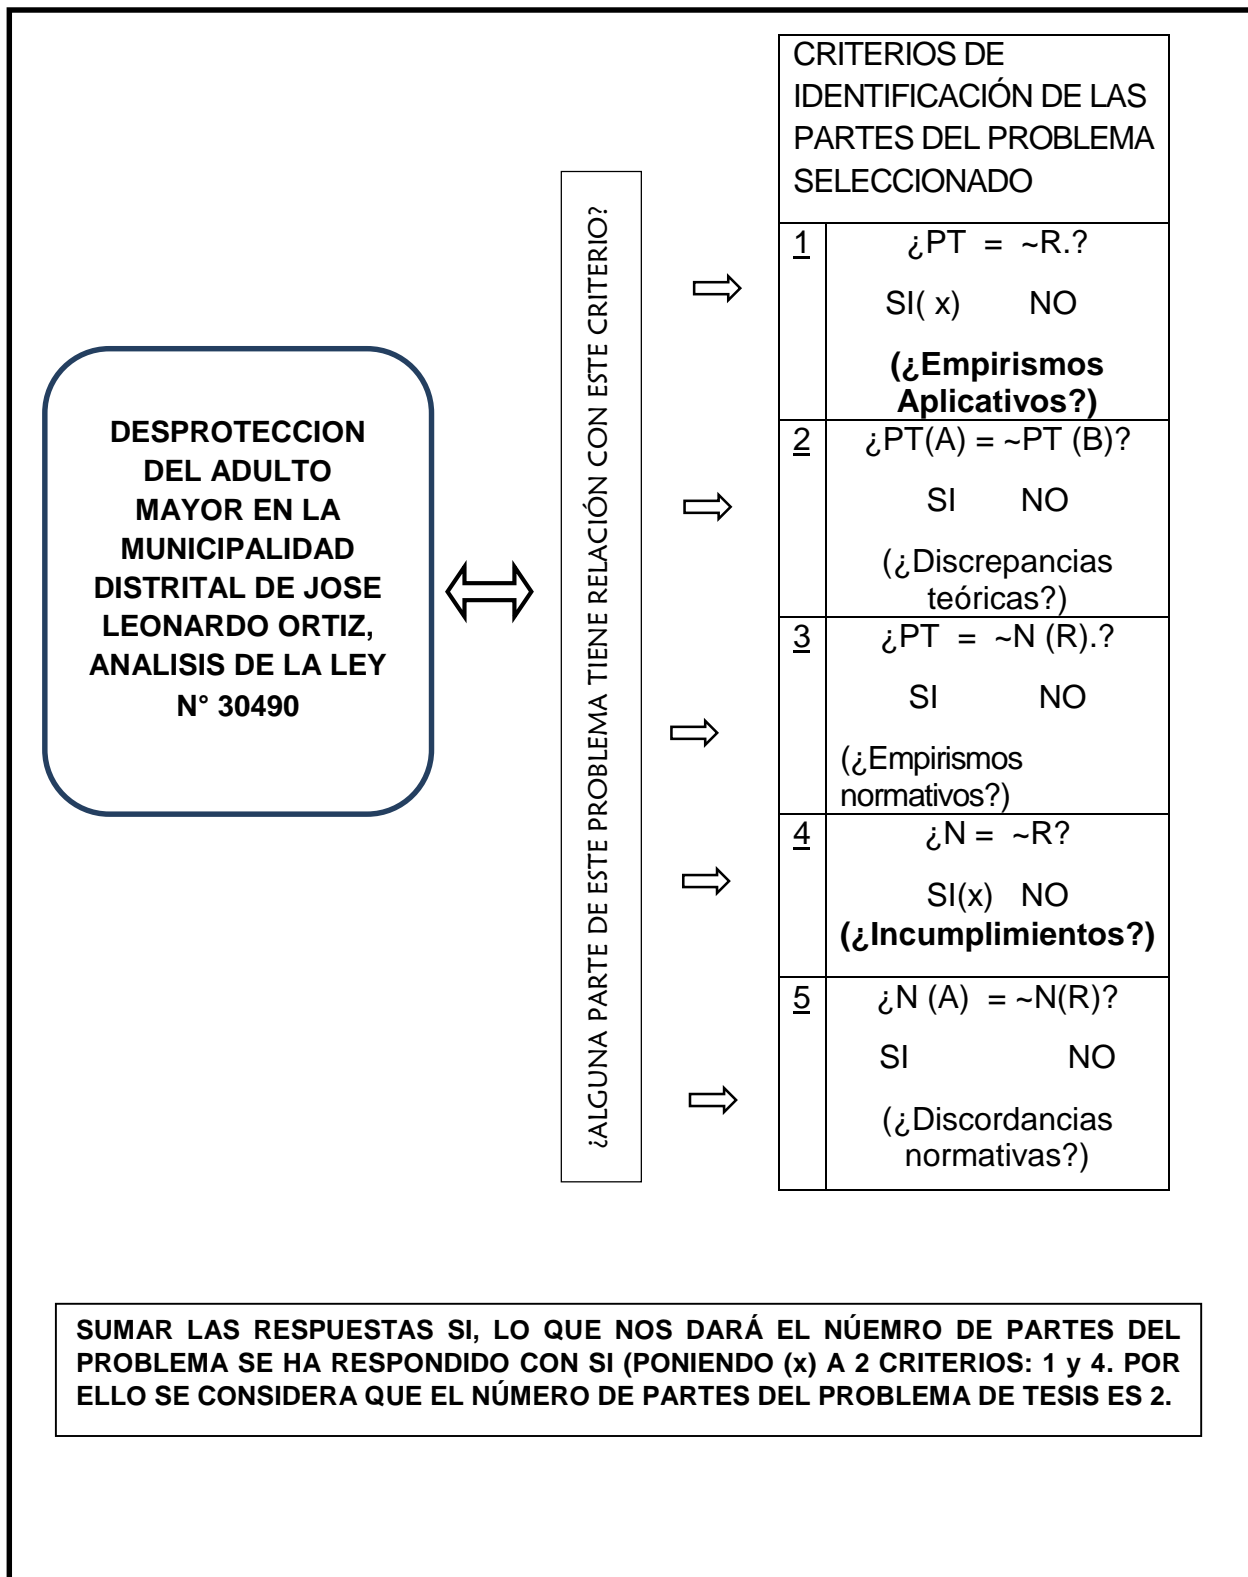 DESPROTECCION
DEL ADULTO
MAYOR EN LA
MUNICIPALIDAD
DISTRITAL DE JOSE
LEONARDO ORTIZ,
ANALISIS DE LA LEY
N° 30490
¿ALGUNA PARTE DE ESTE PROBLEMA TIENE RELACIÓN CON ESTE CRITERIO?
CRITERIOS DE
IDENTIFICACIÓN DE LAS
PARTES DEL PROBLEMA
SELECCIONADO
1 ¿PT = ~R.?
SI( x) NO
(¿Empirismos
Aplicativos?)
2 ¿PT(A) = ~PT (B)?
SI NO
(¿Discrepancias
teóricas?)
3 ¿PT = ~N (R).?
SI NO
(¿Empirismos
normativos?)
4 ¿N = ~R?
SI(x) NO
(¿Incumplimientos?)
5 ¿N (A) = ~N(R)?
SI NO
(¿Discordancias
normativas?)
SUMAR LAS RESPUESTAS SI, LO QUE NOS DARÁ EL NÚEMRO DE PARTES DEL
PROBLEMA SE HA RESPONDIDO CON SI (PONIENDO (x) A 2 CRITERIOS: 1 y 4. POR
ELLO SE CONSIDERA QUE EL NÚMERO DE PARTES DEL PROBLEMA DE TESIS ES 2.